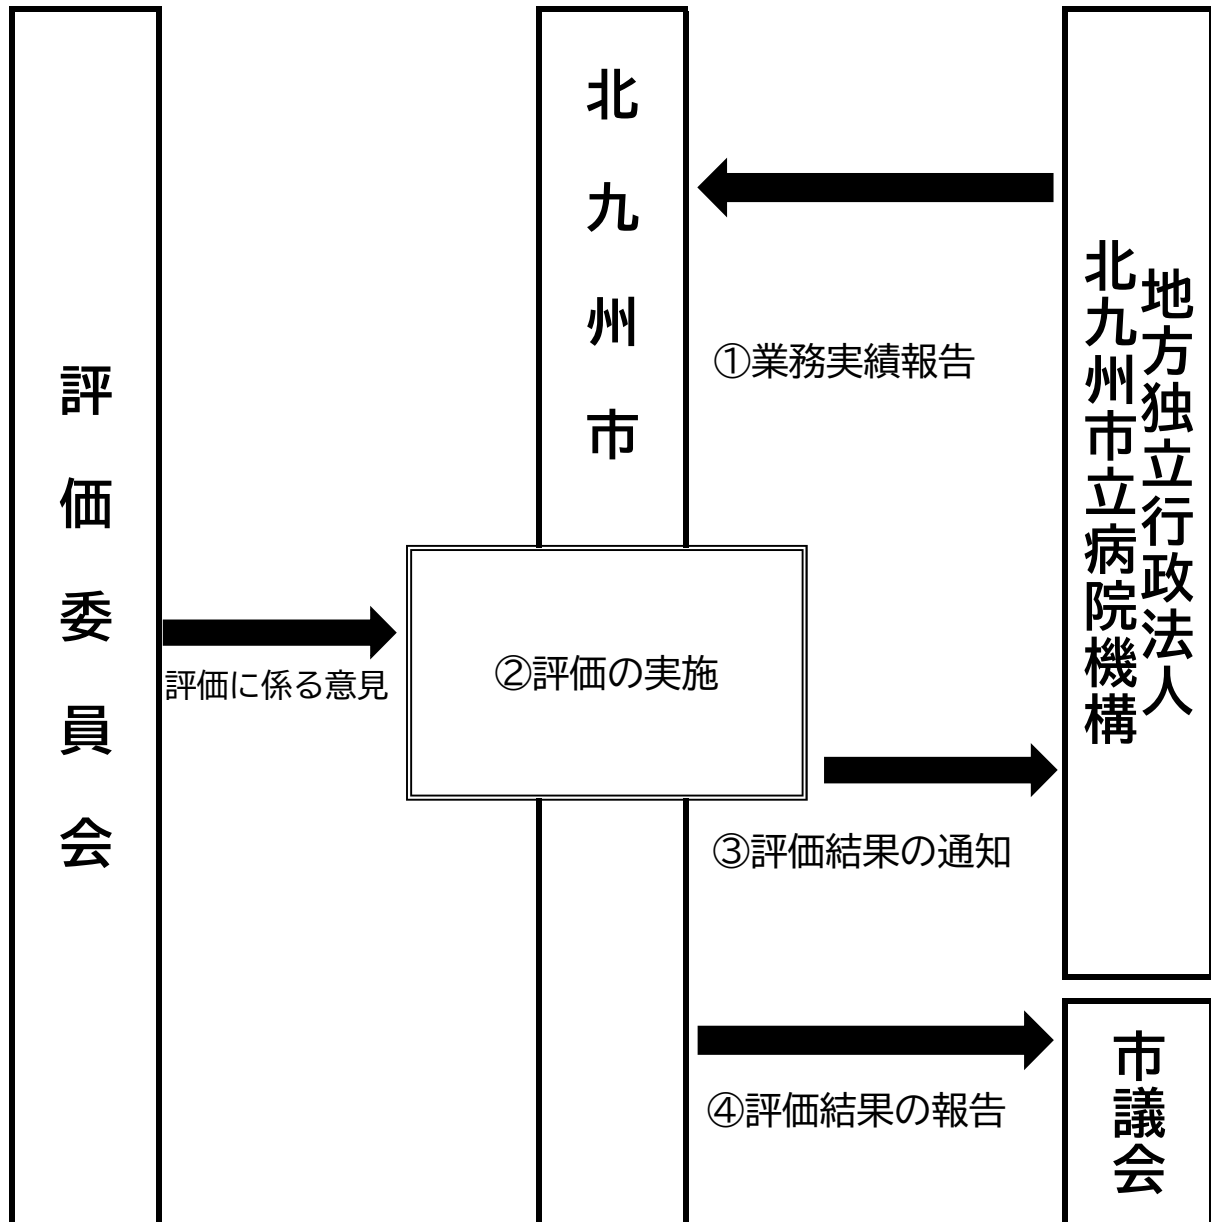 評価委員会
北九州市
地方独立行政法人
北九州市立病院機構
①業務実績報告
評価に係る意見
②評価の実施
③評価結果の通知
④評価結果の報告
市議会